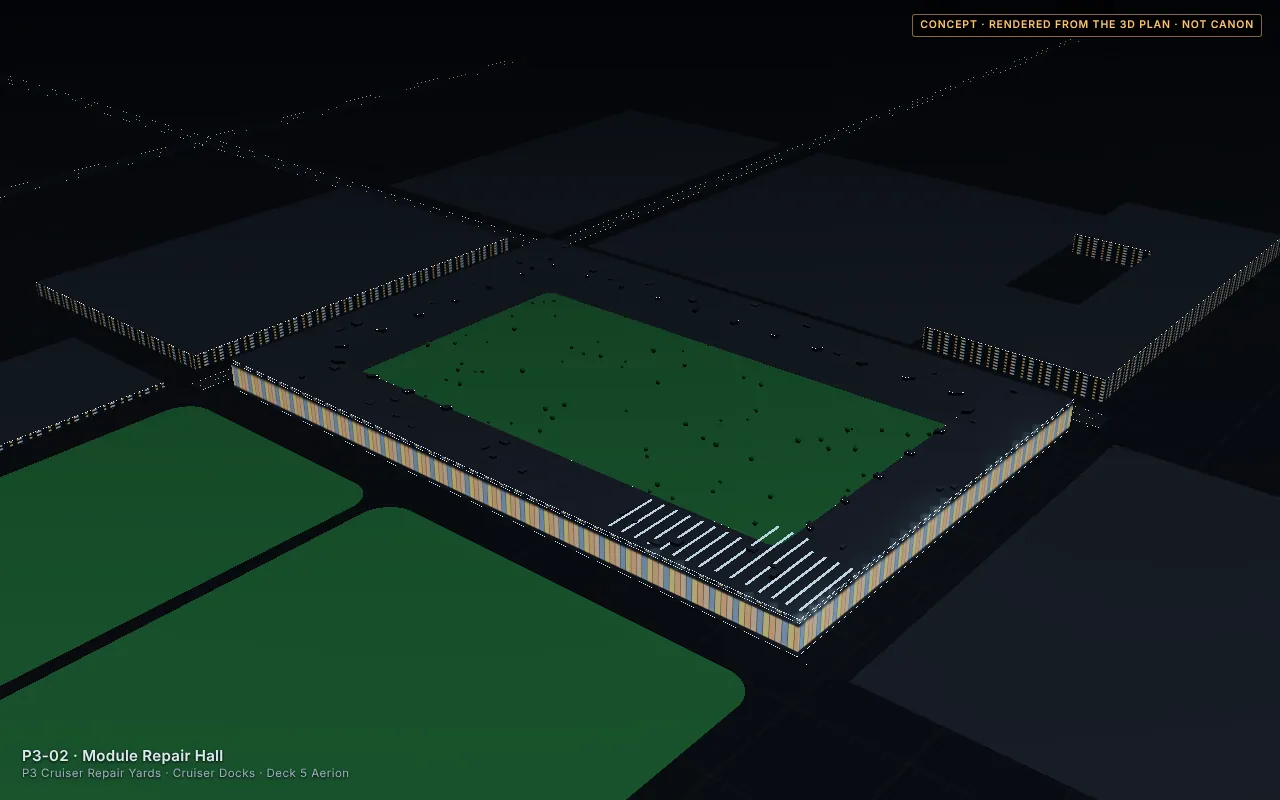 CONCEPT · RENDERED FROM THE 3D PLAN · NOT CANON
P3-02 · Module Repair Hall
P3 Cruiser Repair Yards · Cruiser Docks · Deck 5 Aerion